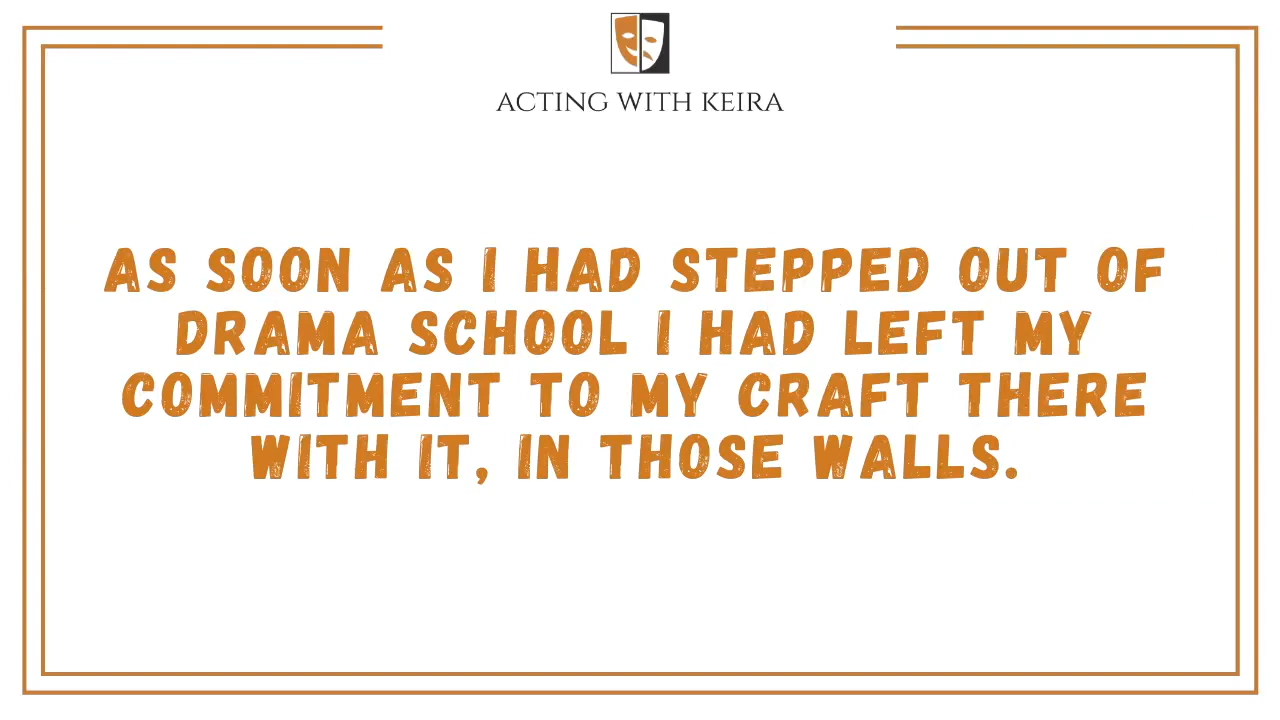 ACTING WITH KEIRA
AS SOON AS I HAD STEPPED OUT OF
DRAMA SCHOOL I HAD LEFT MY
COMMITMENT TO MY CRAFT THERE
WITH IT, IN THOSE WALLS.